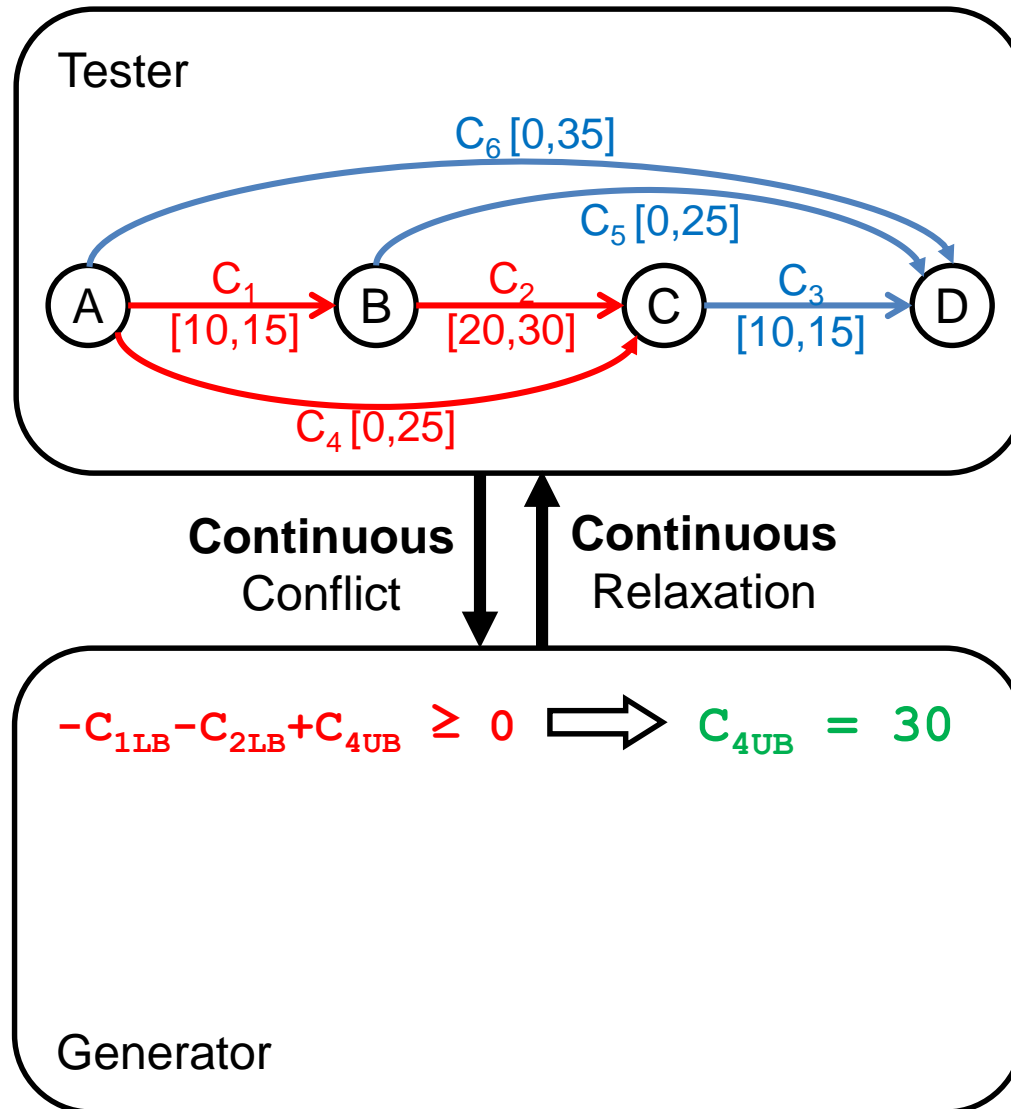 Tester
C₆ [0,35]
C₅ [0,25]
A
C₁
[10,15]
B
C₂
[20,30]
C
C₃
[10,15]
D
C₄ [0,25]
Continuous
Conflict
Continuous
Relaxation
-C₁LB-C₂LB+C₄UB ≥ 0
C₄UB = 30
Generator